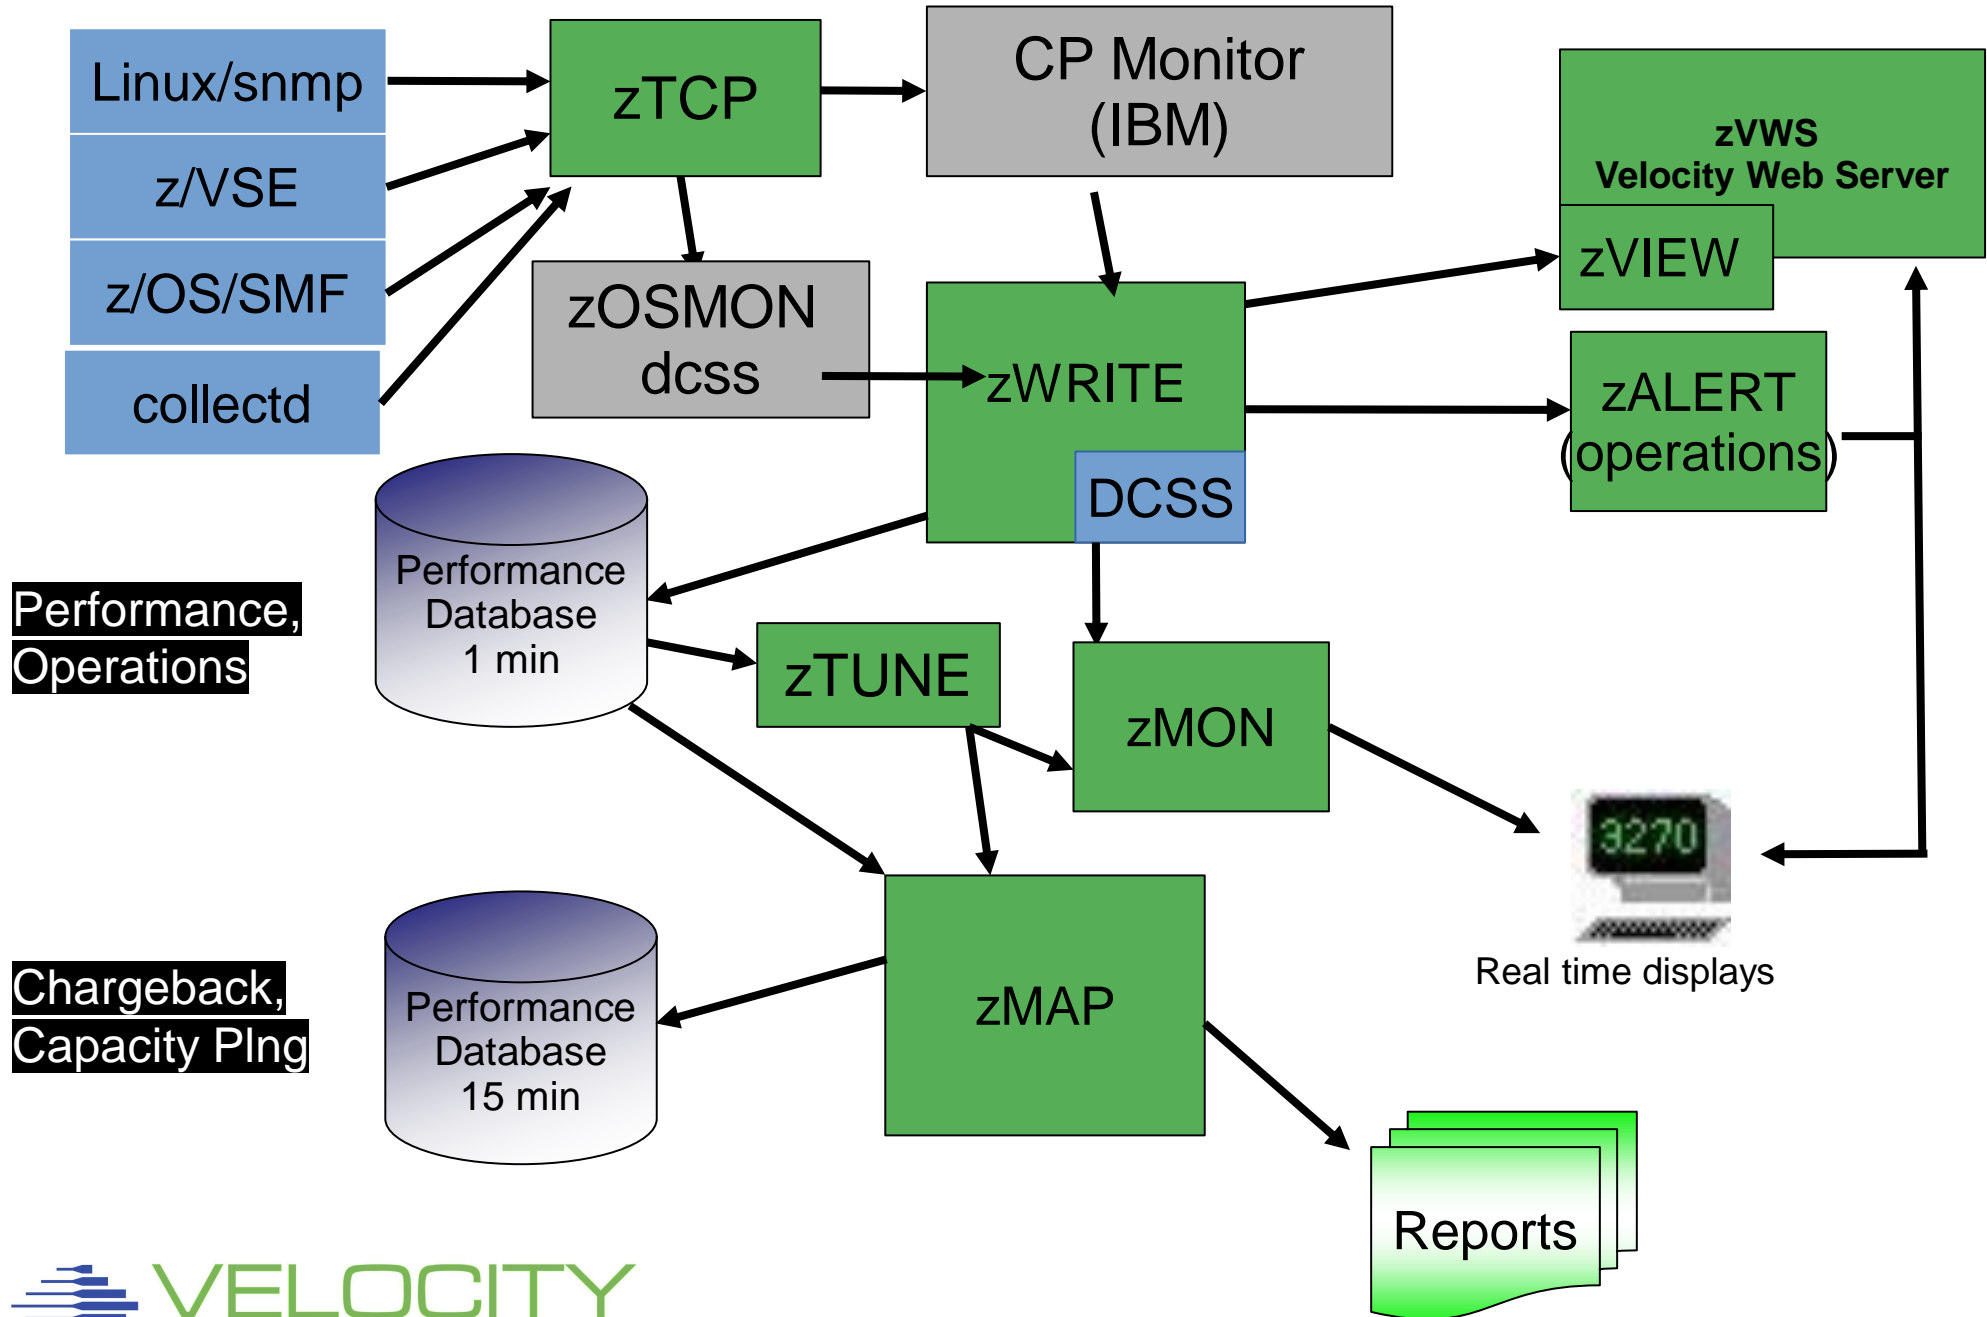 Linux/snmp
z/VSE
z/OS/SMF
collectd
zTCP
CP Monitor
(IBM)
zVWS
Velocity Web Server
zVIEW
zOSMON
dcss
zWRITE
DCSS
zALERT
(operations)
Performance
Database
1 min
Performance,
Operations
zTUNE
zMON
3270
Real time displays
Chargeback,
Capacity Plng
Performance
Database
15 min
zMAP
Reports
VELOCITY